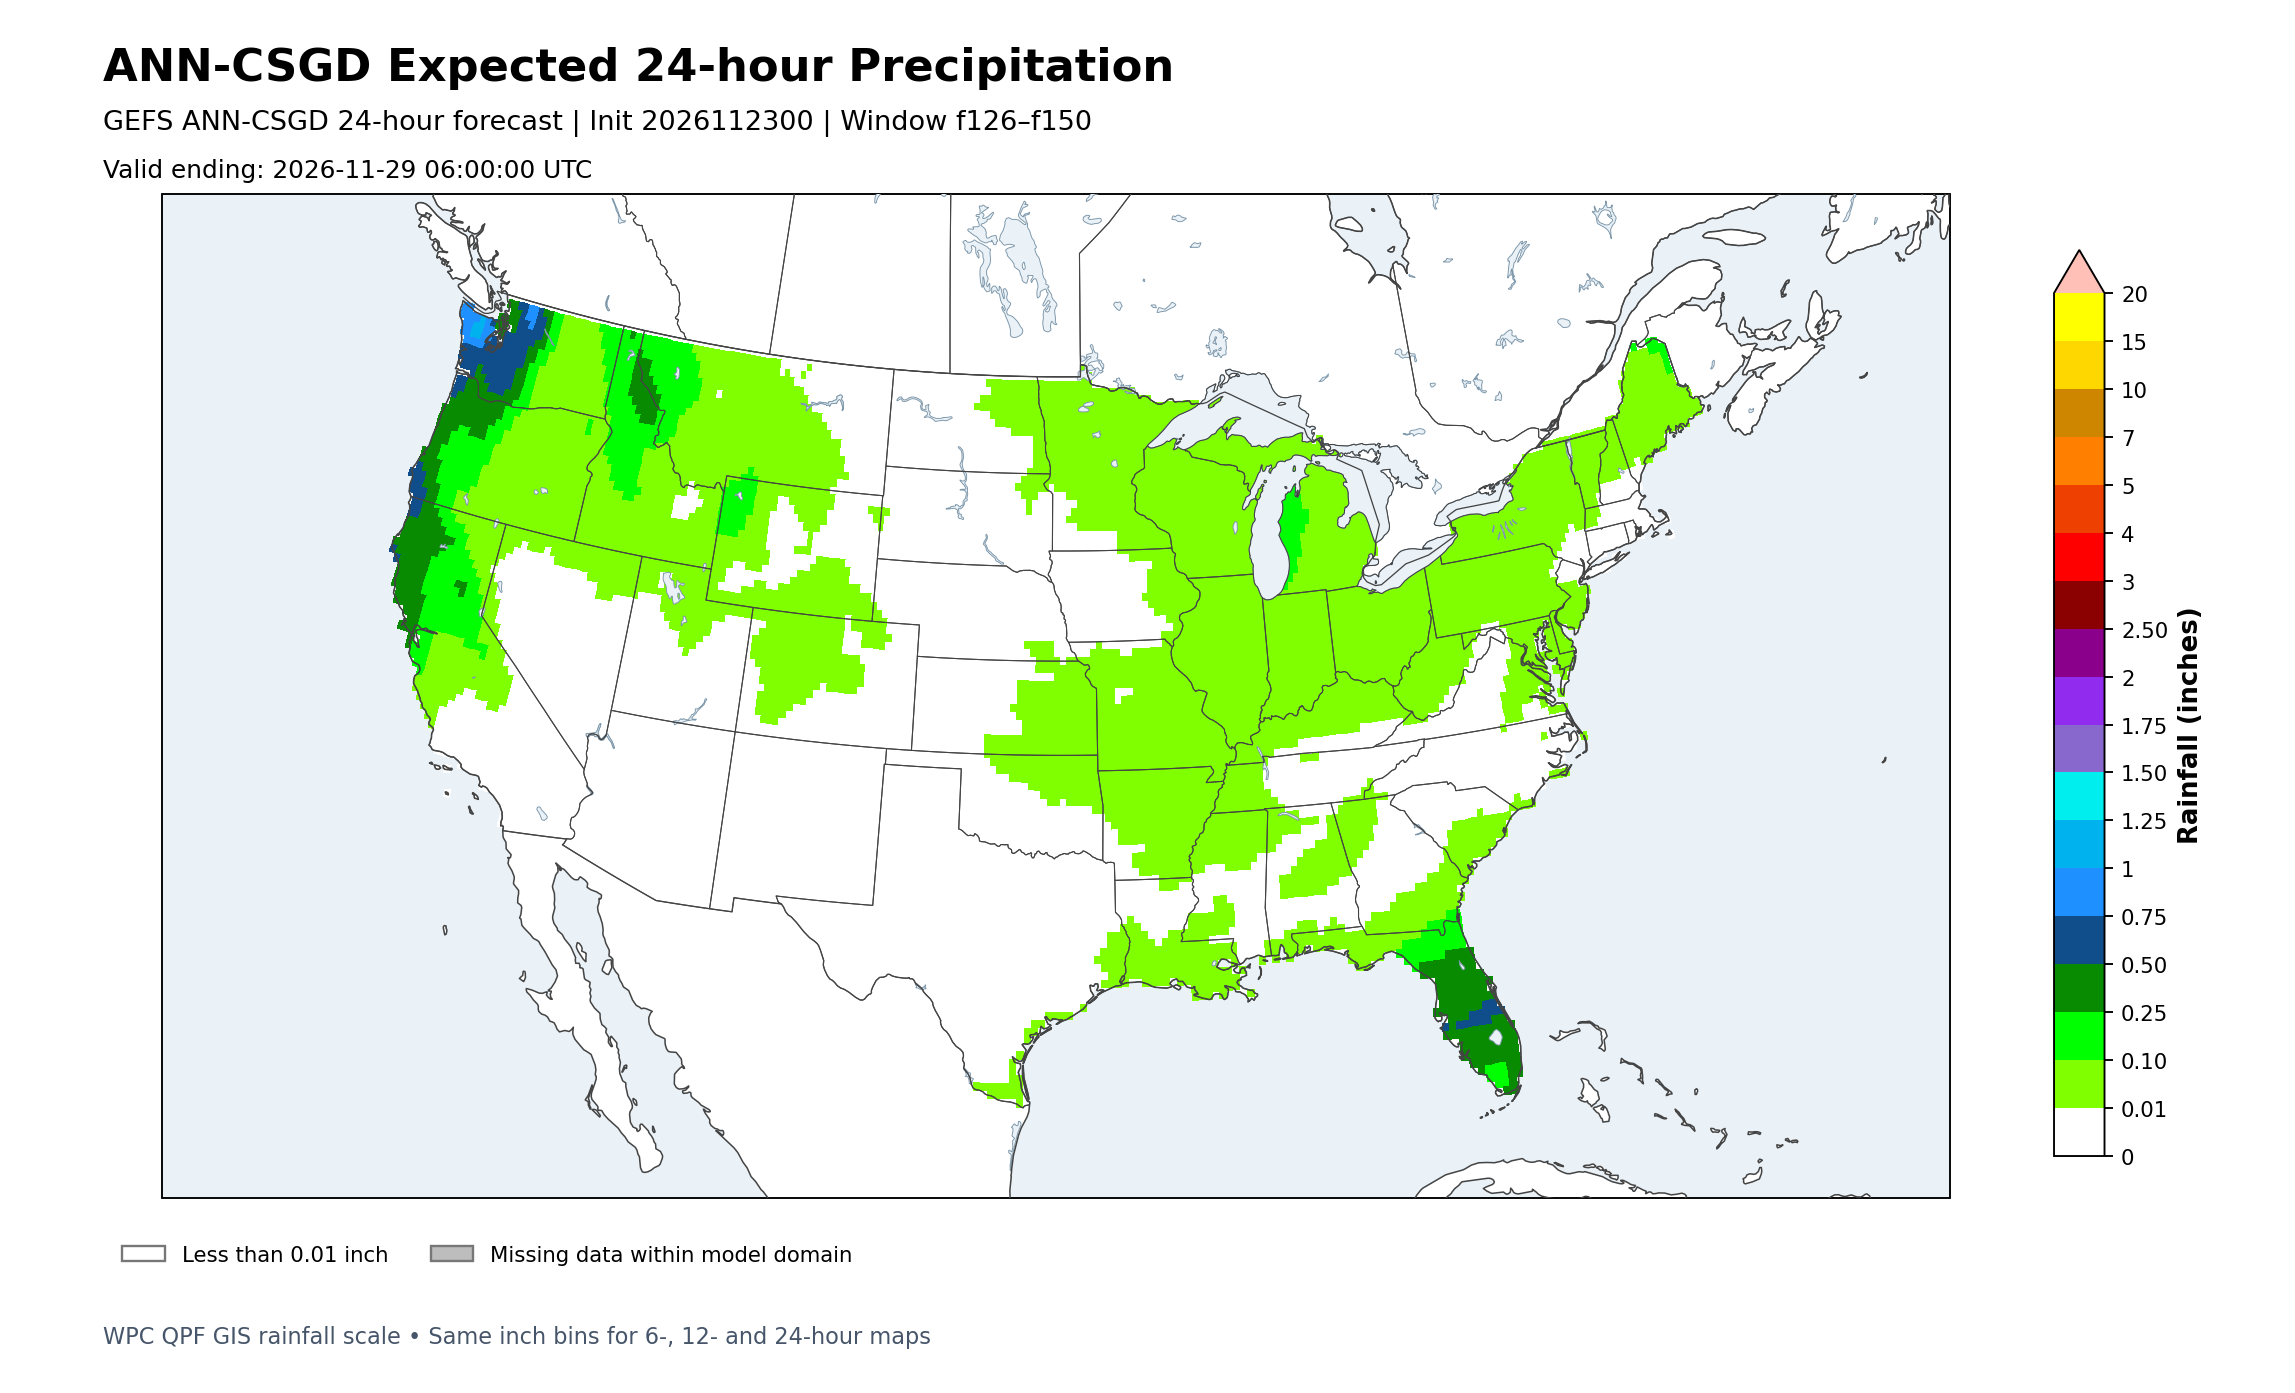 ANN-CSGD Expected 24-hour Precipitation
GEFS ANN-CSGD 24-hour forecast | Init 2026112300 | Window f126–f150
Valid ending: 2026-11-29 06:00:00 UTC
20
15
10
7
5
4
3
2.50
2
1.75
1.50
1.25
1
0.75
0.50
0.25
0.10
0.01
0
Rainfall (inches)
Less than 0.01 inch
Missing data within model domain
WPC QPF GIS rainfall scale • Same inch bins for 6-, 12- and 24-hour maps